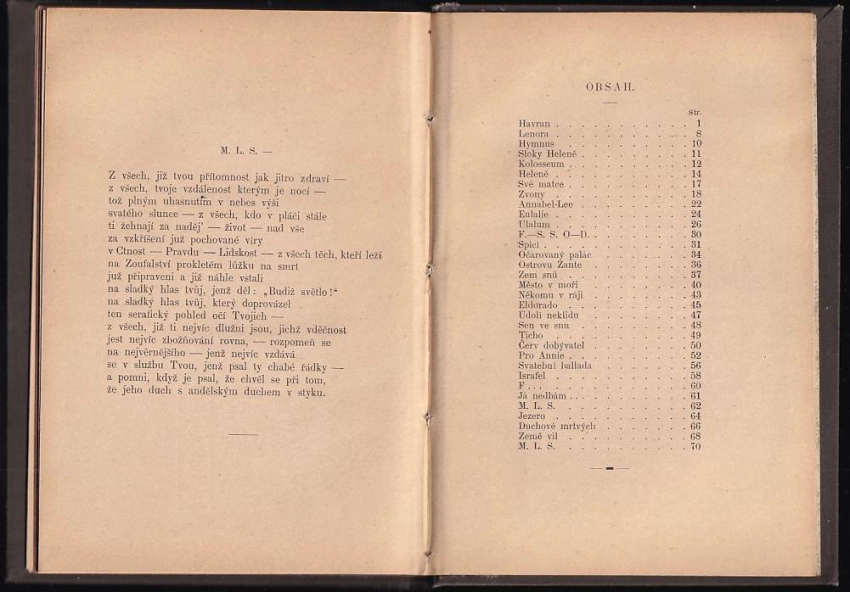 M. L. S. —
Z všech, již tvou přítomnost jak jitro zdraví —
z všech, tvoje vzdálenost kterým je nocí —
tož plným uhasnutím v nebes výši
svatého slunce — z všech, kdo v pláči stále
ti žehnají za naděj' — život — nad vše
za vzkříšení już pochované víry
v Ctnost — Pravdu — Lidskost — z všech těch, kteří leží
na Zoufalství prokletém lůžku na smrt
již připraveni a již náhle vstali
na sladký hlas tvůj, jenž děl: „Budiž světlo!"
na sladký hlas tvůj, který doprovázel
ten serafický pohled očí Tvojich —
z všech, již ti nejvíc dlužni jsou, jichž vděčnost
jest nejvíc zbožňování rovna, — rozpomeň se
na nejvěrnějšího — jenž nejvíc vzdává
se v službu Tvou, jenž psal ty chabé řádky —
a pomni, když je psal, že chvěl se při tom,
že jeho duch s andělským duchem v styku.
OBSAH.
Str.
Havran . . . . . . . . . . . 1
Lenora . . . . . . . . . . . 8
Hymnus . . . . . . . . . . 10
Sloky Heleně . . . . . . . . . 11
Kolosseum . . . . . . . . . . 12
Heleně . . . . . . . . . . . 14
Své matce . . . . . . . . . . 17
Zvony . . . . . . . . . . . 18
Annabel-Lee . . . . . . . . . 22
Eulalie . . . . . . . . . . . 24
Ulalum . . . . . . . . . . . 26
F.—S. S. O—D. . . . . . . . . 30
Spící . . . . . . . . . . . . 31
Očarovaný palác . . . . . . . . 34
Ostrovu Zante . . . . . . . . 36
Zem snů . . . . . . . . . . 37
Město v moři . . . . . . . . . 40
Někomu v ráji . . . . . . . . 43
Eldorado . . . . . . . . . . 45
Údolí neklidu . . . . . . . . 47
Sen ve snu . . . . . . . . . 48
Ticho . . . . . . . . . . . 49
Červ dobyvatel . . . . . . . . 50
Pro Annie . . . . . . . . . . 52
Svatební ballada . . . . . . . 56
Israfel . . . . . . . . . . . 58
F . . . . . . . . . . . . . 60
Já nedbám . . . . . . . . . . 61
M. L. S. . . . . . . . . . . 62
Jezero . . . . . . . . . . . 64
Duchové mrtvých . . . . . . . 66
Země vil . . . . . . . . . . 68
M. L. S. . . . . . . . . . . 70